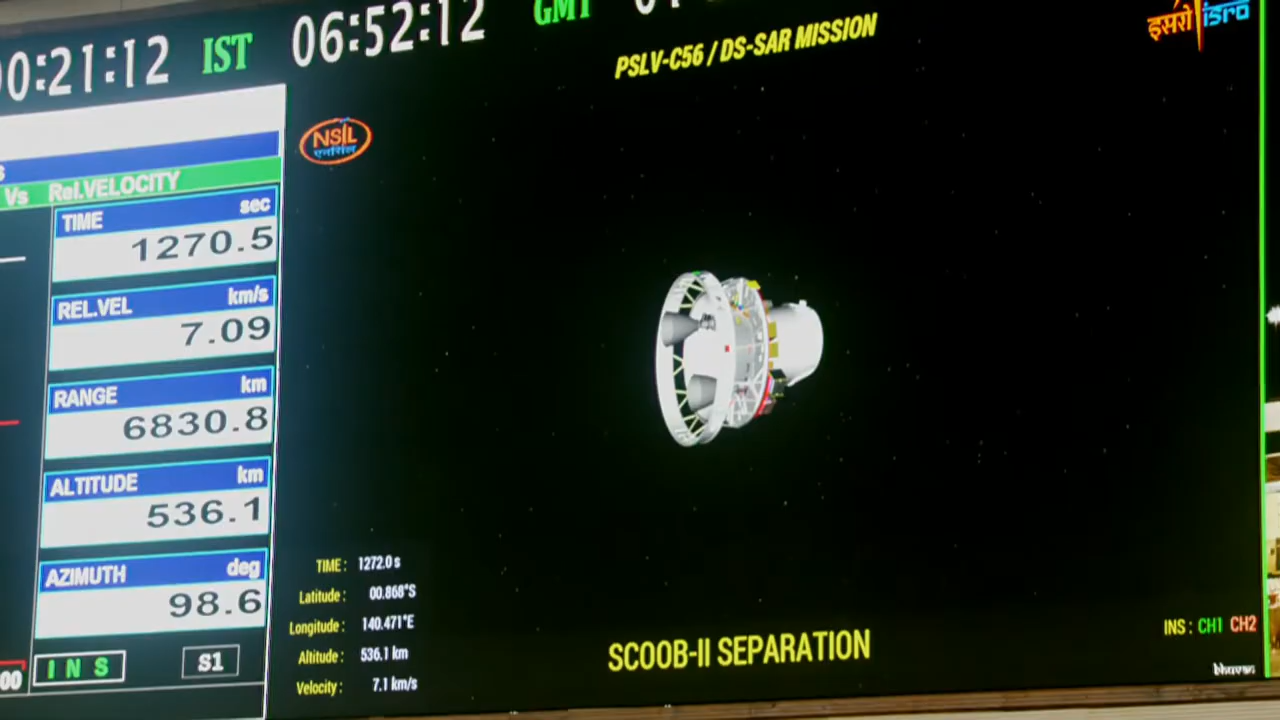 00:21:12 IST 06:52:12 GMT
PSLV-C56 / DS-SAR MISSION
इसरो isro
NSIL
एनसिल
Vs Rel.VELOCITY
TIME sec
1270.5
REL.VEL km/s
7.09
RANGE km
6830.8
ALTITUDE km
536.1
AZIMUTH deg
98.6
INS S1
00
TIME : 1272.0 s
Latitude : 00.868°S
Longitude : 140.471°E
Altitude : 536.1 km
Velocity : 7.1 km/s
SCOOB-II SEPARATION
INS : CH1 CH2
bhuvan